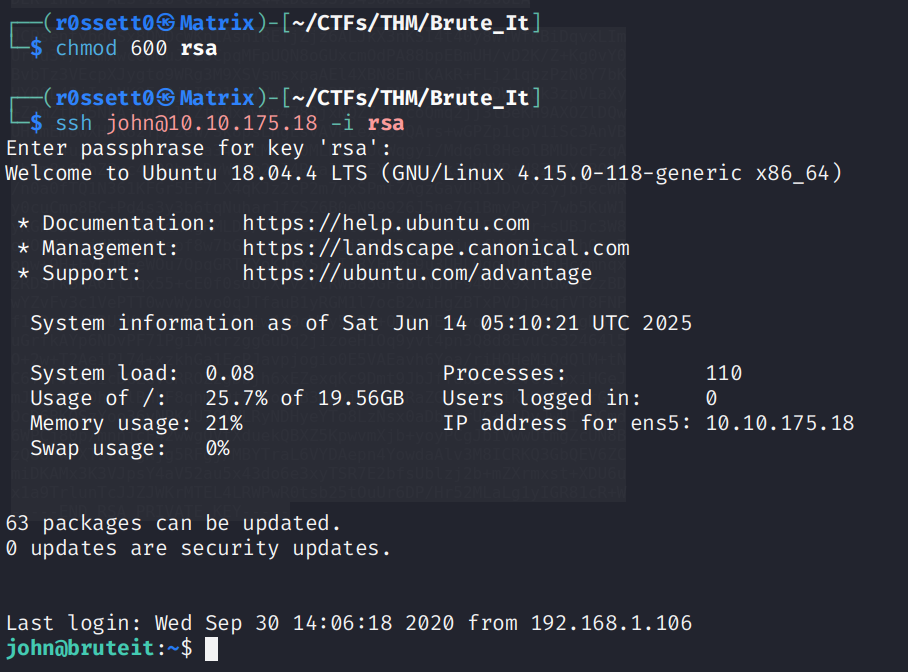 ┌──(r0ssett0㉿Matrix)-[~/CTFs/THM/Brute_It]
└─$ chmod 600 rsa
┌──(r0ssett0㉿Matrix)-[~/CTFs/THM/Brute_It]
└─$ ssh john@10.10.175.18 -i rsa
Enter passphrase for key 'rsa':
Welcome to Ubuntu 18.04.4 LTS (GNU/Linux 4.15.0-118-generic x86_64)
* Documentation: https://help.ubuntu.com
* Management: https://landscape.canonical.com
* Support: https://ubuntu.com/advantage
System information as of Sat Jun 14 05:10:21 UTC 2025
System load: 0.08 Processes: 110
Usage of /: 25.7% of 19.56GB Users logged in: 0
Memory usage: 21% IP address for ens5: 10.10.175.18
Swap usage: 0%
63 packages can be updated.
0 updates are security updates.
Last login: Wed Sep 30 14:06:18 2020 from 192.168.1.106
john@bruteit:~$